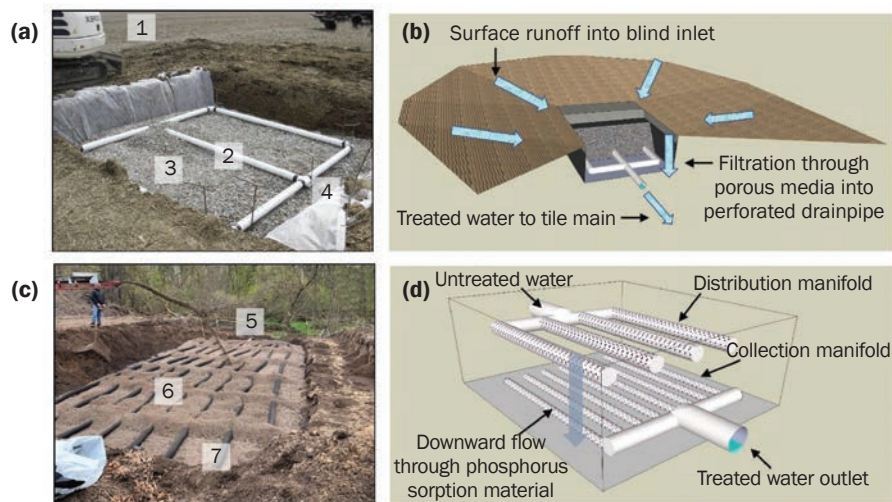 (a)
1
2
3
4
(b)
Surface runoff into blind inlet
Filtration through
porous media into
perforated drainpipe
Treated water to tile main
(c)
5
6
7
(d)
Untreated water
Distribution manifold
Collection manifold
Downward flow
through phosphorus
sorption material
Treated water outlet